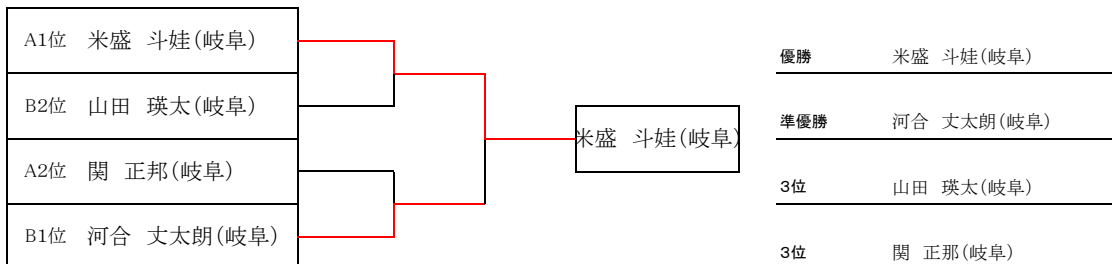 A1位 米盛 斗娃(岐阜)
B2位 山田 瑛太(岐阜)
A2位 関 正邦(岐阜)
B1位 河合 丈太朗(岐阜)
米盛 斗娃(岐阜)
優勝 米盛 斗娃(岐阜)
準優勝 河合 丈太朗(岐阜)
3位 山田 瑛太(岐阜)
3位 関 正那(岐阜)